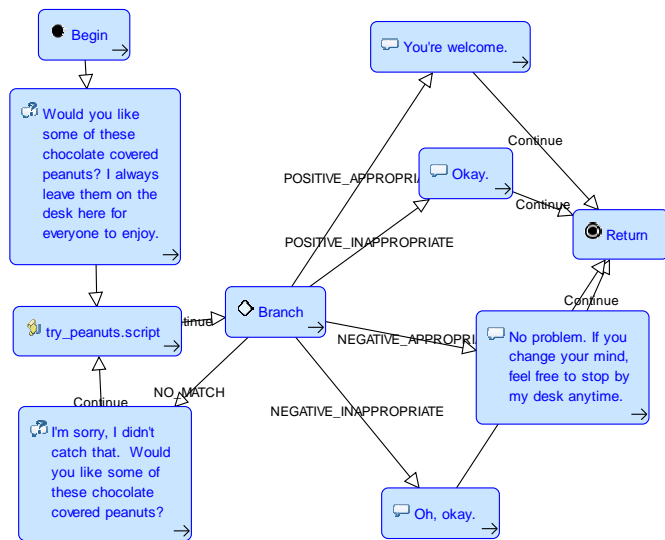 Begin
Would you like
some of these
chocolate covered
peanuts? I always
leave them on the
desk here for
everyone to enjoy.
try_peanuts.script
tinue
Branch
NO_MATCH
Continue
I'm sorry, I didn't
catch that.  Would
you like some of
these chocolate
covered peanuts?
POSITIVE_APPROPRIA
You're welcome.
Continue
POSITIVE_INAPPROPRIATE
Okay.
Continue
Return
NEGATIVE_APPROPRIA
No problem. If you
change your mind,
feel free to stop by
my desk anytime.
Continue
NEGATIVE_INAPPROPRIATE
Oh, okay.